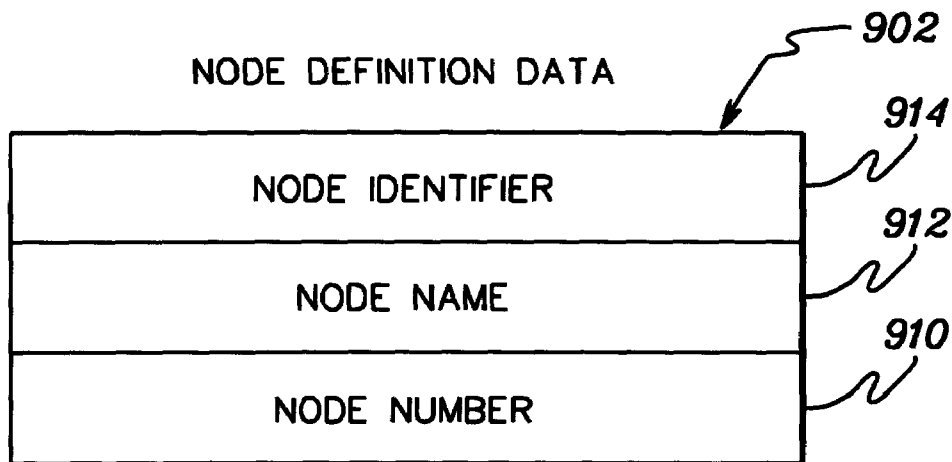 902
NODE DEFINITION DATA
914
NODE IDENTIFIER
912
NODE NAME
910
NODE NUMBER